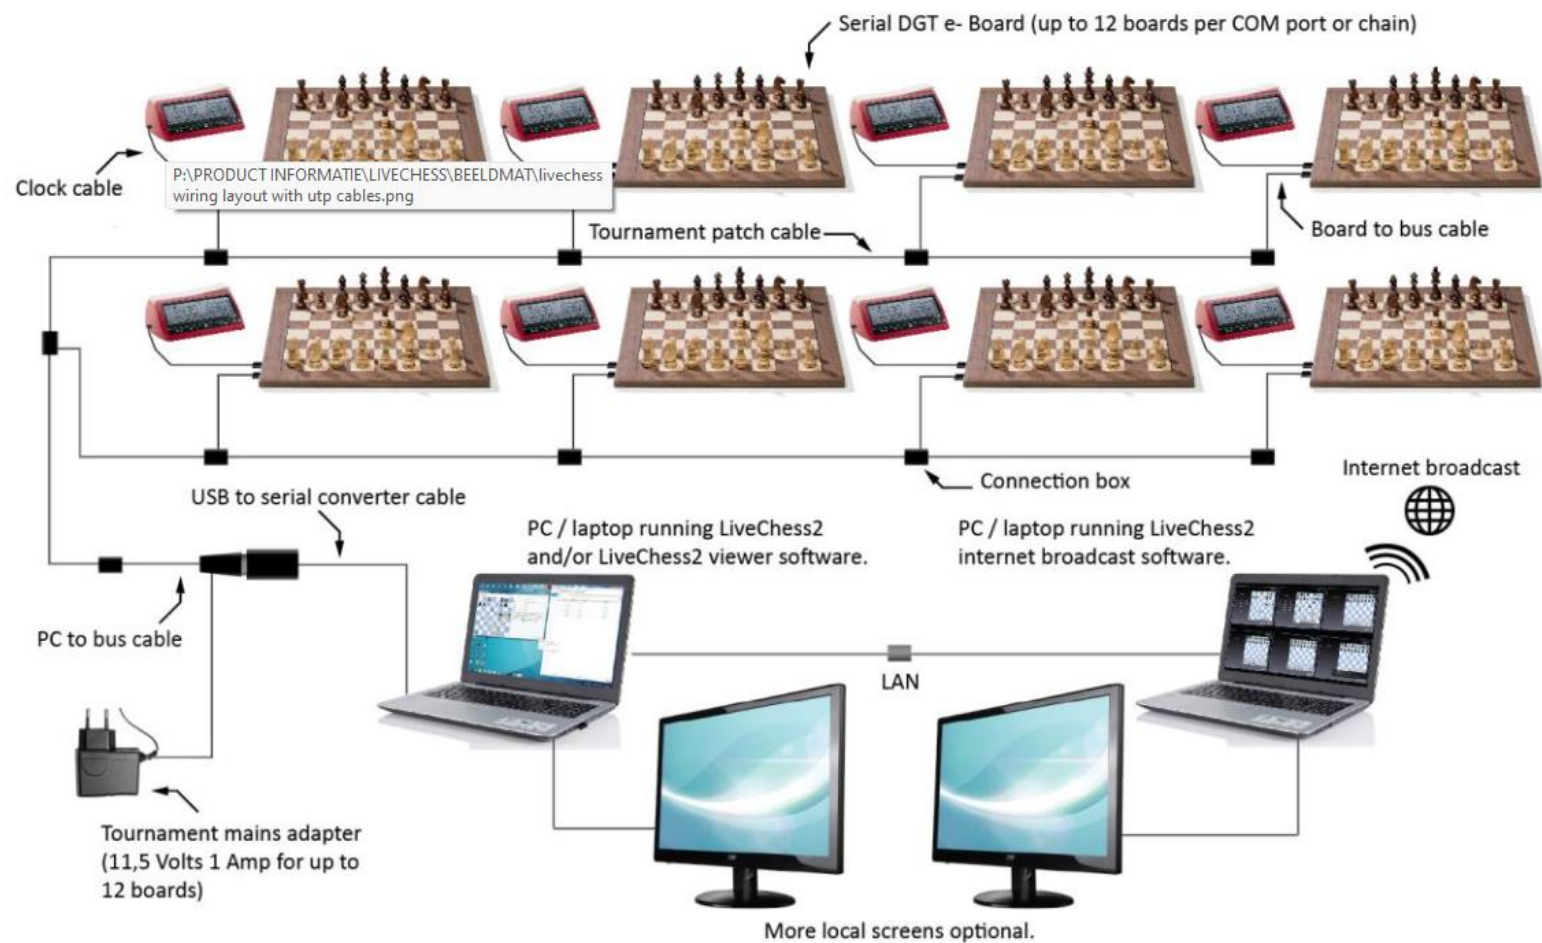 Serial DGT e- Board (up to 12 boards per COM port or chain)
Clock cable
P:\PRODUCT INFORMATIE\LIVECHESS\BEELDMAT\livechess
wiring layout with utp cables.png
Tournament patch cable
Board to bus cable
Connection box
Internet broadcast
USB to serial converter cable
PC / laptop running LiveChess2
and/or LiveChess2 viewer software.
PC / laptop running LiveChess2
internet broadcast software.
PC to bus cable
LAN
Tournament mains adapter
(11,5 Volts 1 Amp for up to
12 boards)
More local screens optional.